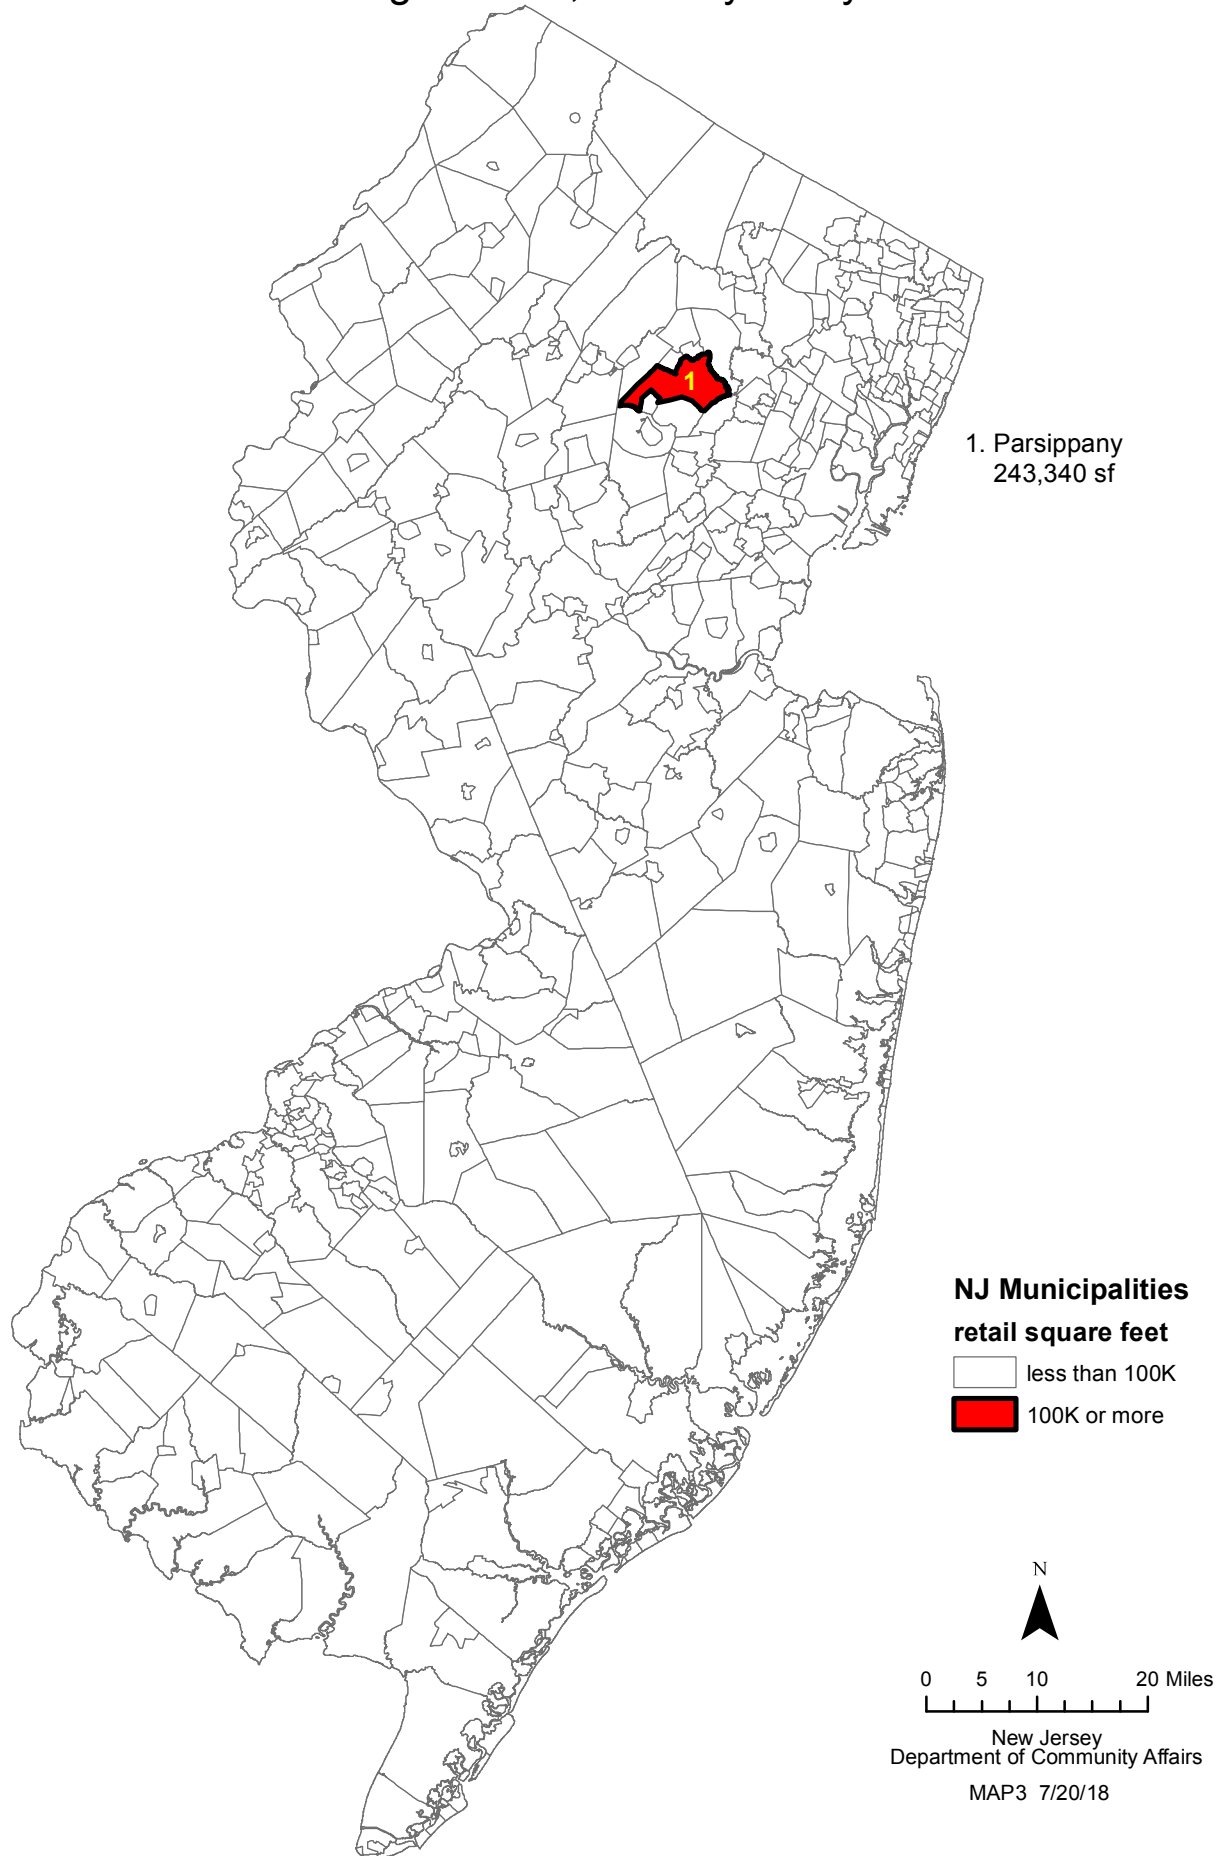 1
1. Parsippany
243,340 sf
NJ Municipalities
retail square feet
less than 100K
100K or more
N
0 5 10 20 Miles
New Jersey
Department of Community Affairs
MAP3 7/20/18